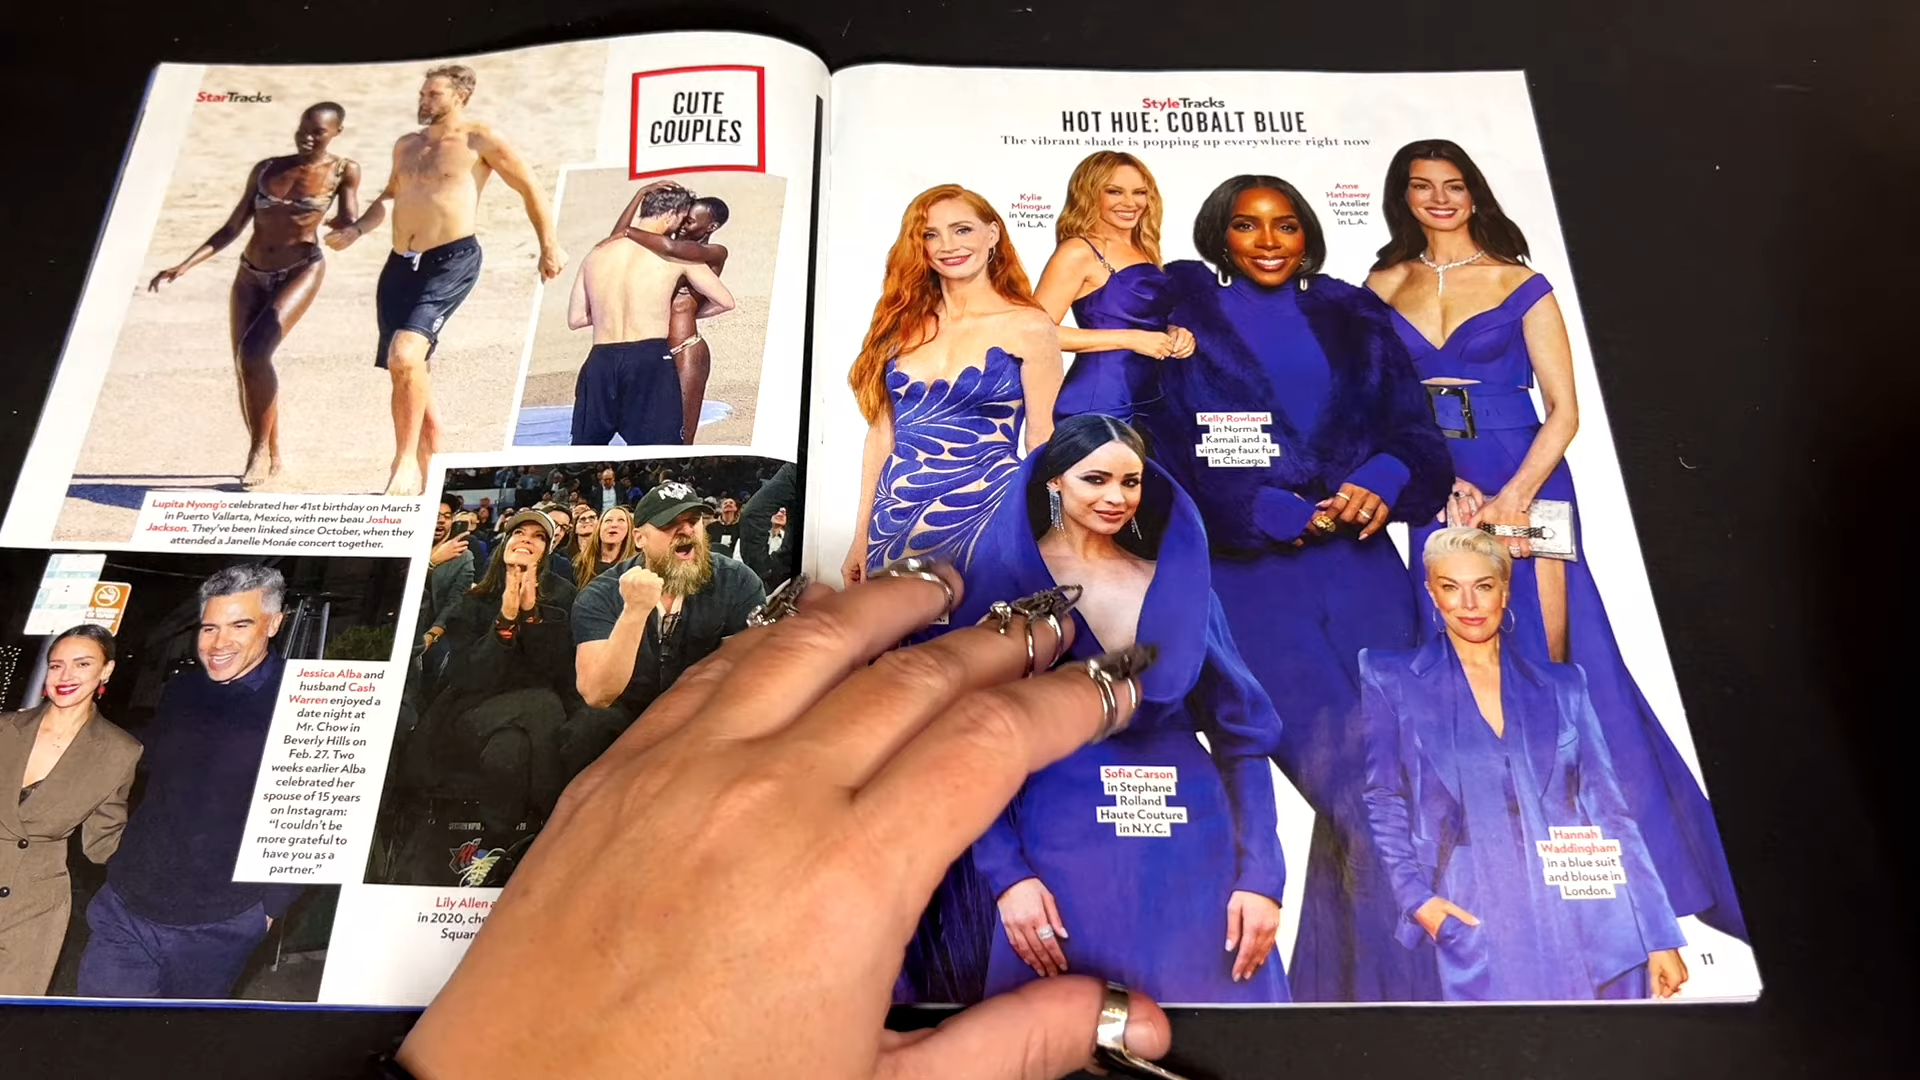 StarTracks
CUTE
COUPLES
Lupita Nyong'o celebrated her 41st birthday on March 3
in Puerto Vallarta, Mexico, with new beau Joshua
Jackson. They've been linked since October, when they
attended a Janelle Monáe concert together.
Jessica Alba and
husband Cash
Warren enjoyed a
date night at
Mr. Chow in
Beverly Hills on
Feb. 27. Two
weeks earlier Alba
celebrated her
spouse of 15 years
on Instagram:
"I couldn't be
more grateful to
have you as a
partner."
Lily Allen
in 2020,
StyleTracks
HOT HUE: COBALT BLUE
The vibrant shade is popping up everywhere right now
Kylie
Minogue
in Versace
in L.A.
Anne
Hathaway
in Atelier
Versace
in L.A.
Kelly Rowland
in Norma
Kamali and a
vintage faux fur
in Chicago.
Sofia Carson
in Stephane
Rolland
Haute Couture
in N.Y.C.
Hannah
Waddingham
in a blue suit
and blouse in
London.
11